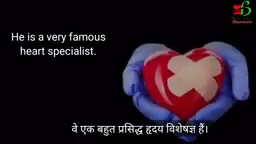 He is a very famous
heart specialist.
वे एक बहुत प्रसिद्ध हृदय विशेषज्ञ हैं।